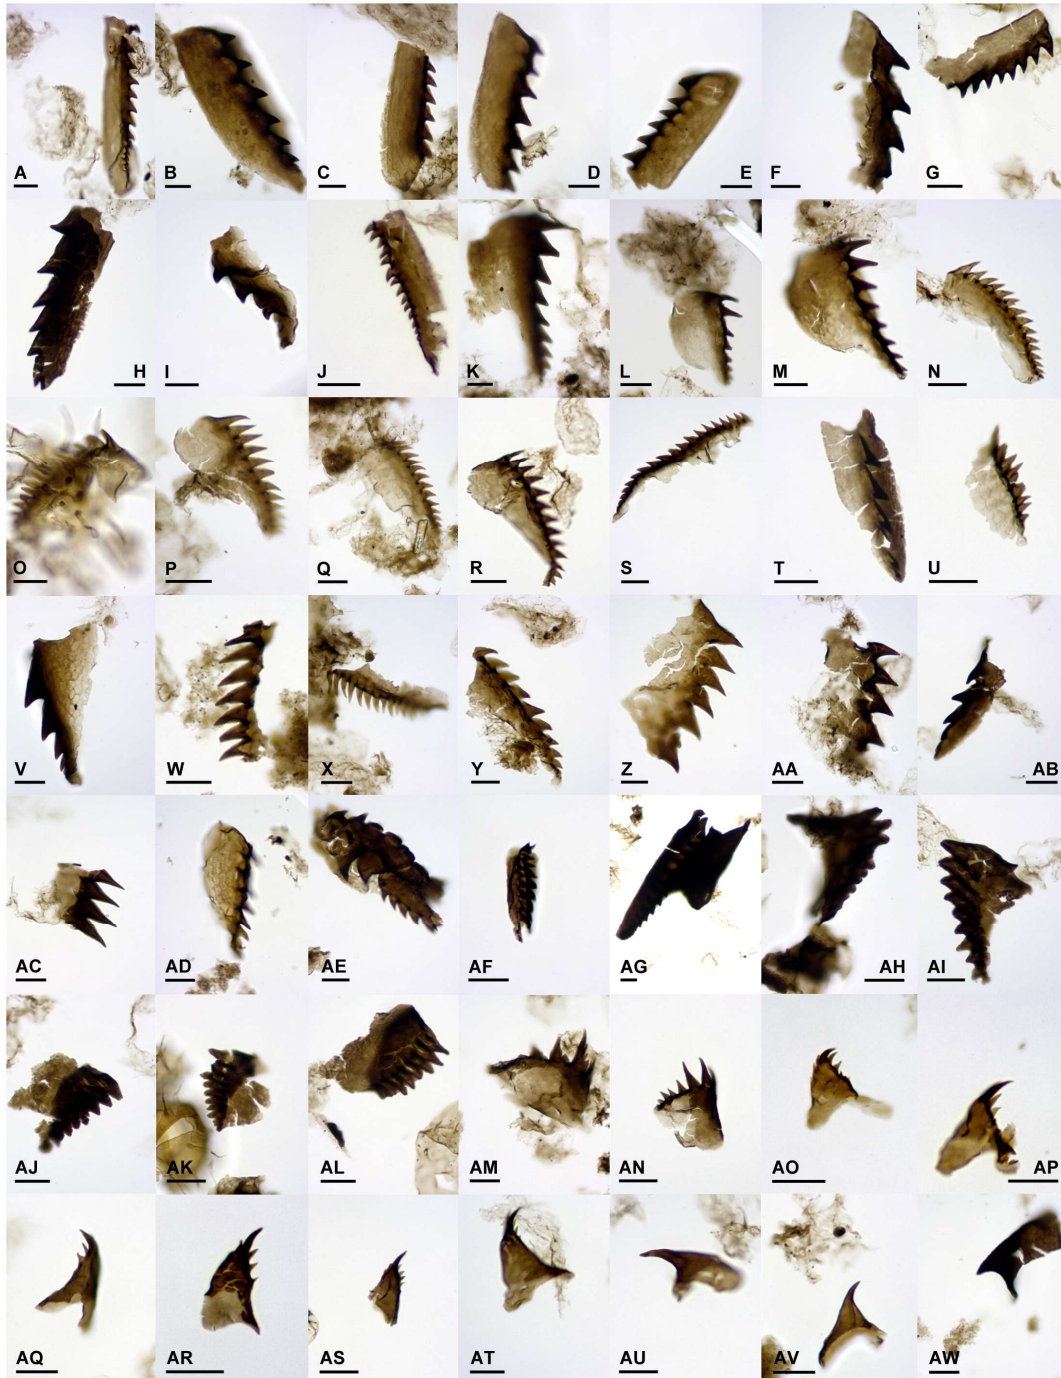 A B C D E F G
H I J K L M N
O P Q R S T U
V W X Y Z AA AB
AC AD AE AF AG AH AI
AJ AK AL AM AN AO AP
AQ AR AS AT AU AV AW